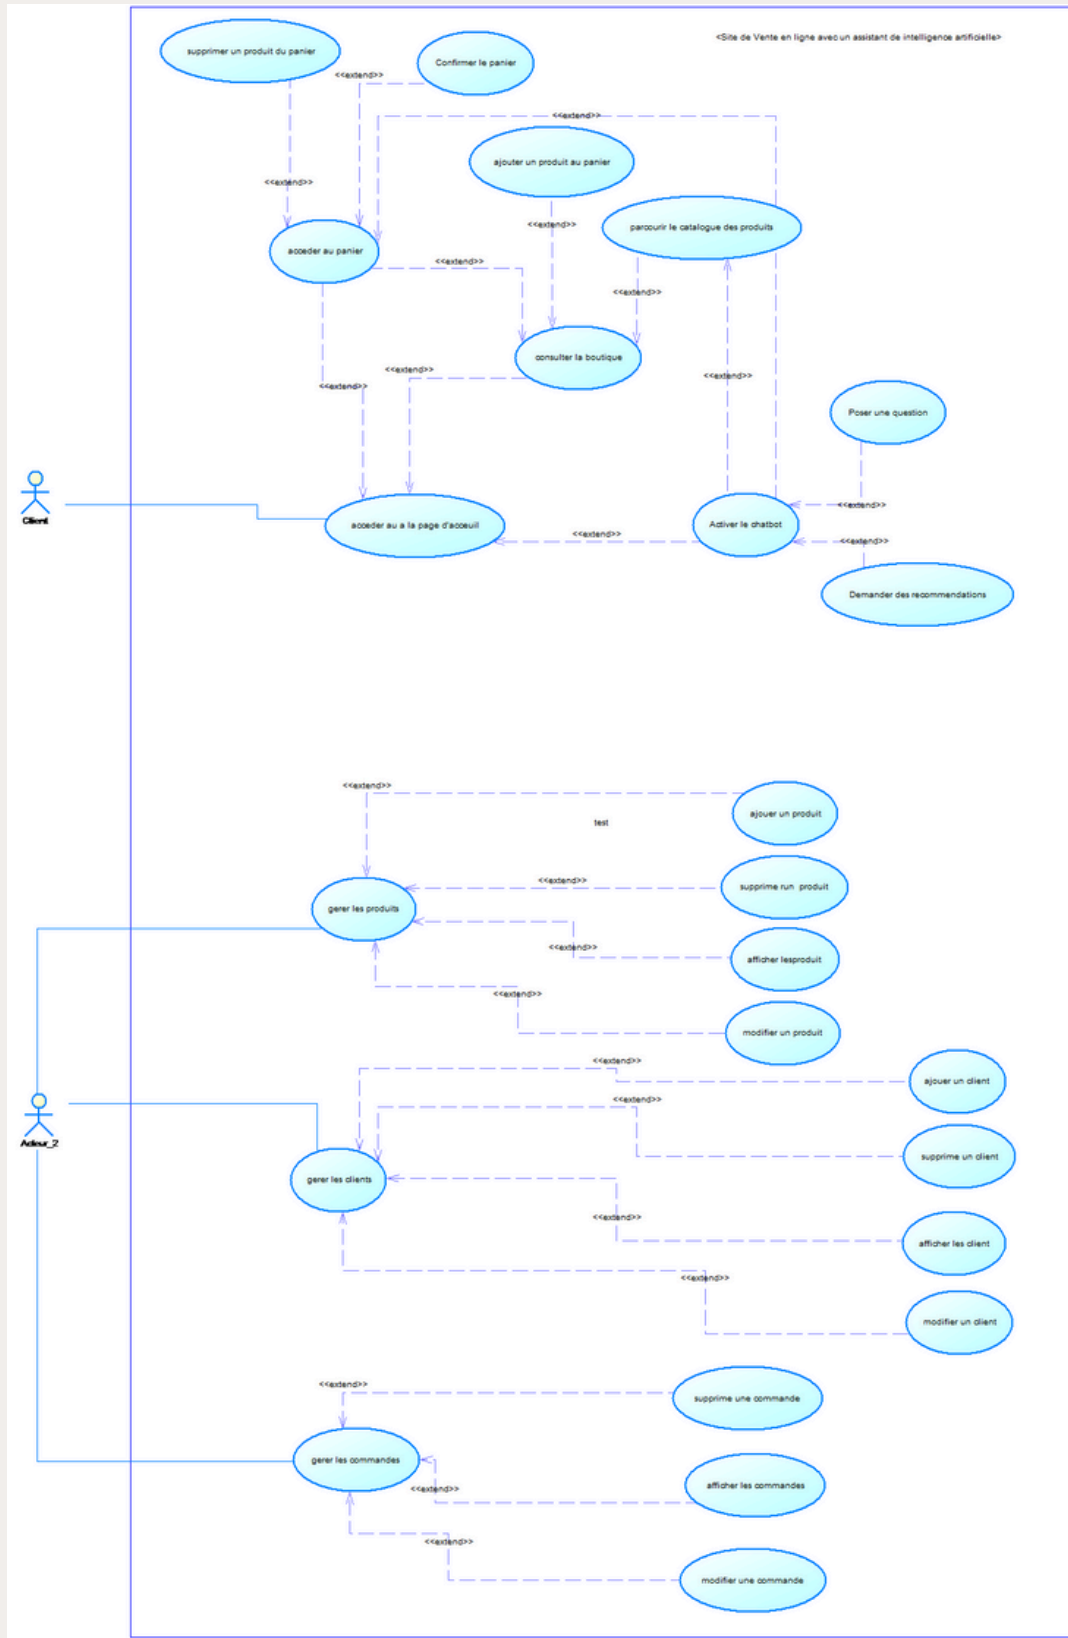 <Site de Vente en ligne avec un assistant de intelligence artificielle>
supprimer un produit du panier
Confirmer le panier
<<extend>>
<<extend>>
ajouter un produit au panier
<<extend>>
<<extend>>
parcourir le catalogue des produits
acceder au panier
<<extend>>
<<extend>>
consulter la boutique
<<extend>>
<<extend>>
<<extend>>
Poser une question
Client
acceder au a la page d'acceuil
Activer le chatbot
<<extend>>
<<extend>>
<<extend>>
Demander des recommendations
<<extend>>
ajouer un produit
test
<<extend>>
supprime run produit
gerer les produits
<<extend>>
afficher lesproduit
<<extend>>
modifier un produit
<<extend>>
ajouer un client
<<extend>>
Acteur_2
supprime un client
gerer les clients
<<extend>>
afficher les client
<<extend>>
modifier un client
<<extend>>
supprime une commande
gerer les commandes
<<extend>>
afficher les commandes
<<extend>>
modifier une commande